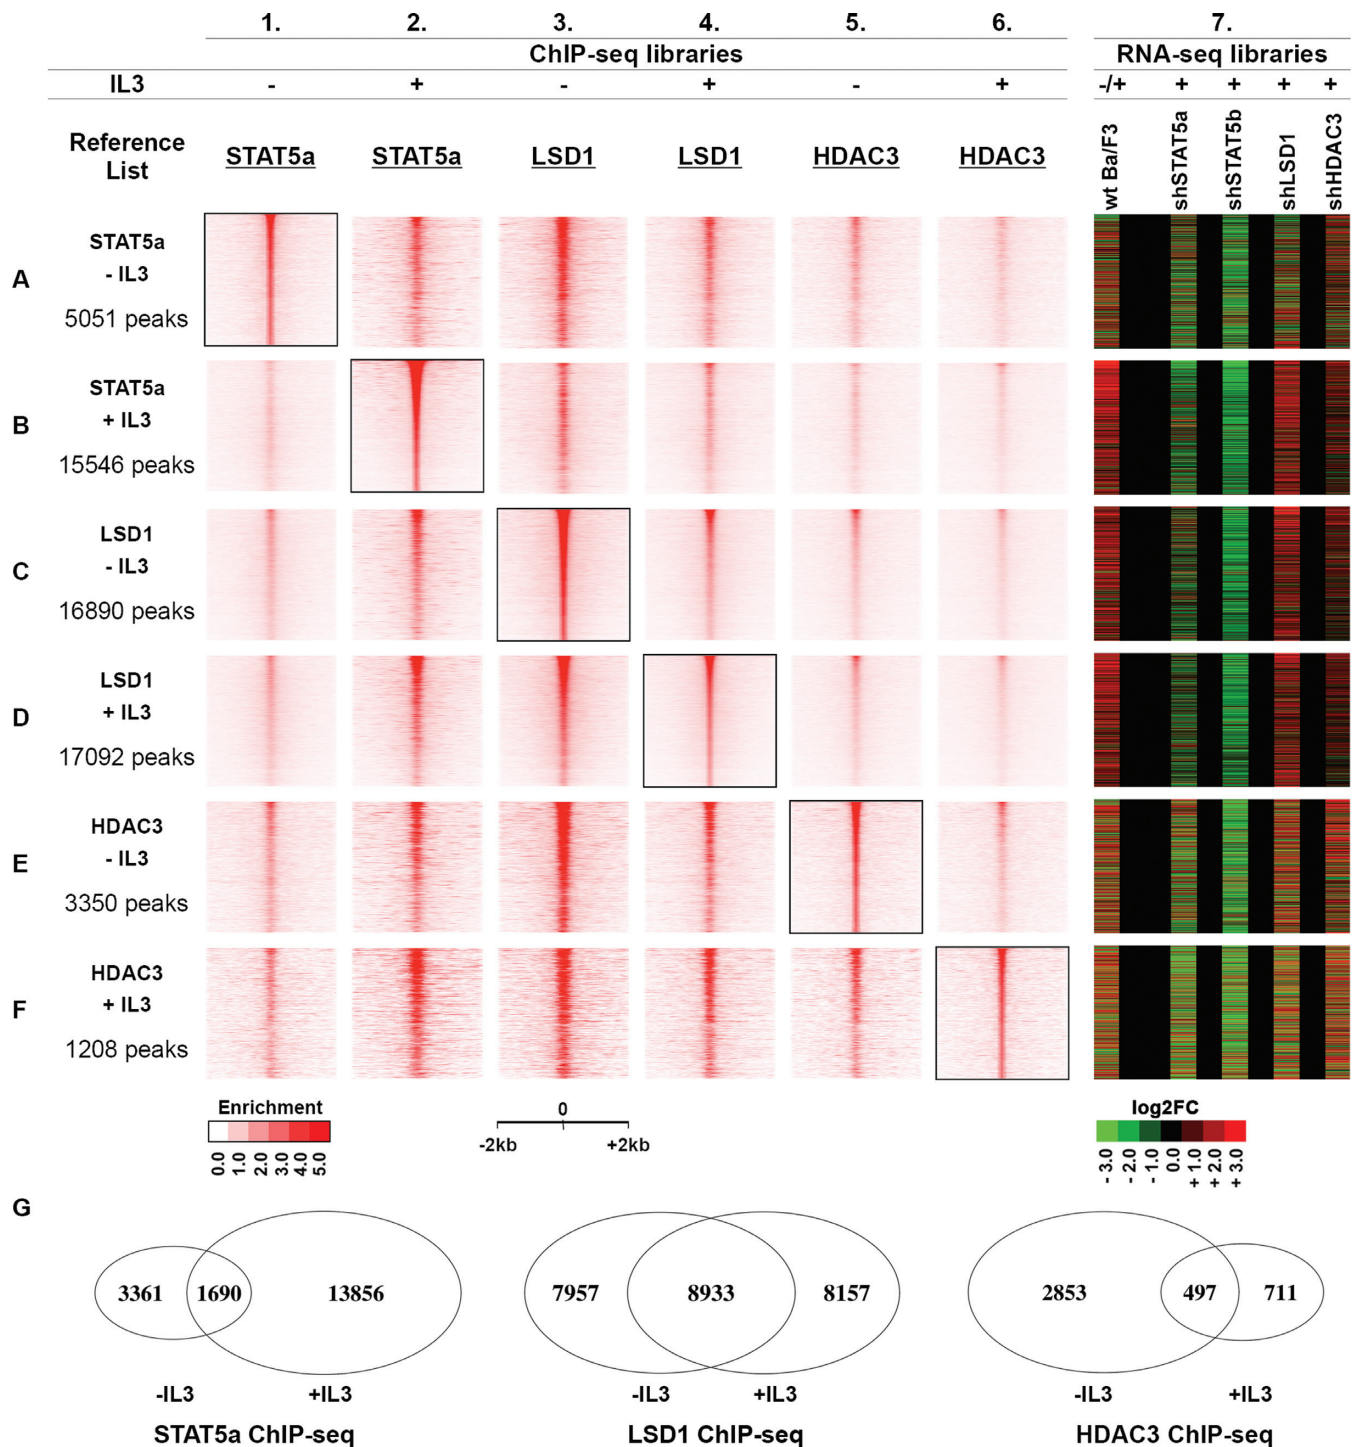 1. 2. 3. 4. 5. 6. 7.
ChIP-seq libraries RNA-seq libraries
IL3 - + - + - + -/+ + + + +
Reference
List
STAT5a STAT5a LSD1 LSD1 HDAC3 HDAC3
wt Ba/F3
shSTAT5a
shSTAT5b
shLSD1
shHDAC3
A
STAT5a
- IL3
5051 peaks
B
STAT5a
+ IL3
15546 peaks
C
LSD1
- IL3
16890 peaks
D
LSD1
+ IL3
17092 peaks
E
HDAC3
- IL3
3350 peaks
F
HDAC3
+ IL3
1208 peaks
Enrichment
0.0 1.0 2.0 3.0 4.0 5.0
0
-2kb +2kb
log2FC
- 3.0 - 2.0 - 1.0 0.0 + 1.0 + 2.0 + 3.0
G
3361 1690 13856
-IL3 +IL3
STAT5a ChIP-seq
7957 8933 8157
-IL3 +IL3
LSD1 ChIP-seq
2853 497 711
-IL3 +IL3
HDAC3 ChIP-seq